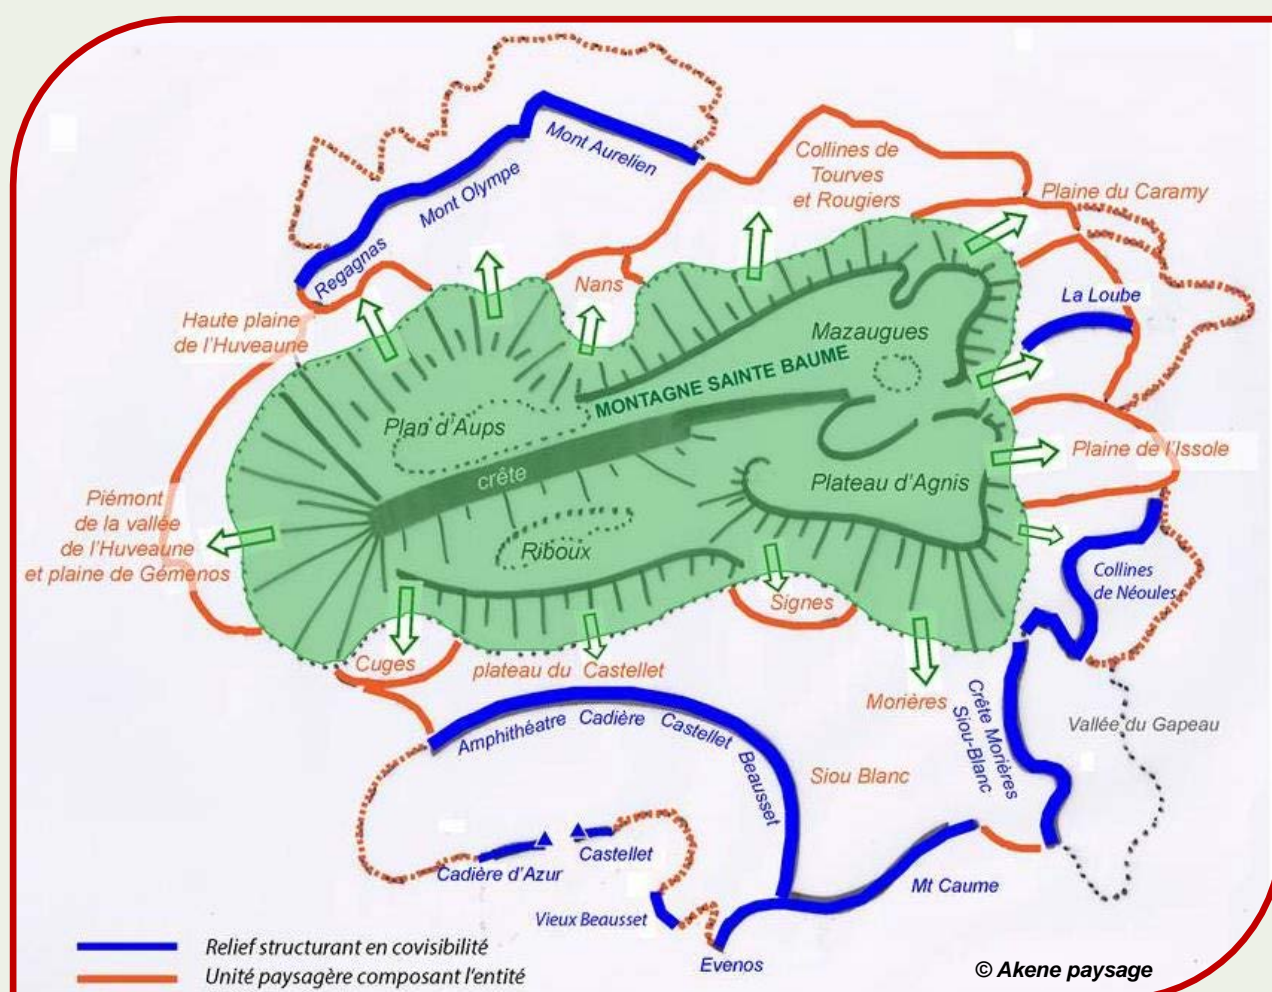 Mont Aurelien
Mont Olympe
Regagnas
Collines de
Tourves
et Rougiers
Plaine du Caramy
Nans
La Loube
Haute plaine
de l'Huveaune
Mazaugues
MONTAGNE SAINTE BAUME
Plan d'Aups
crête
Plaine de l'Issole
Plateau d'Agnis
Piémont
de la vallée
de l'Huveaune
et plaine de Gémenos
Riboux
Collines
de Néoules
Signes
Cuges
plateau du Castellet
Morières
Crête Morières
Siou-Blanc
Vallée du Gapeau
Amphithéatre Cadière Castellet Beausset
Siou Blanc
Castellet
Cadière d'Azur
Mt Caume
Vieux Beausset
Evenos
Relief structurant en covisibilité
Unité paysagère composant l'entité
© Akene paysage